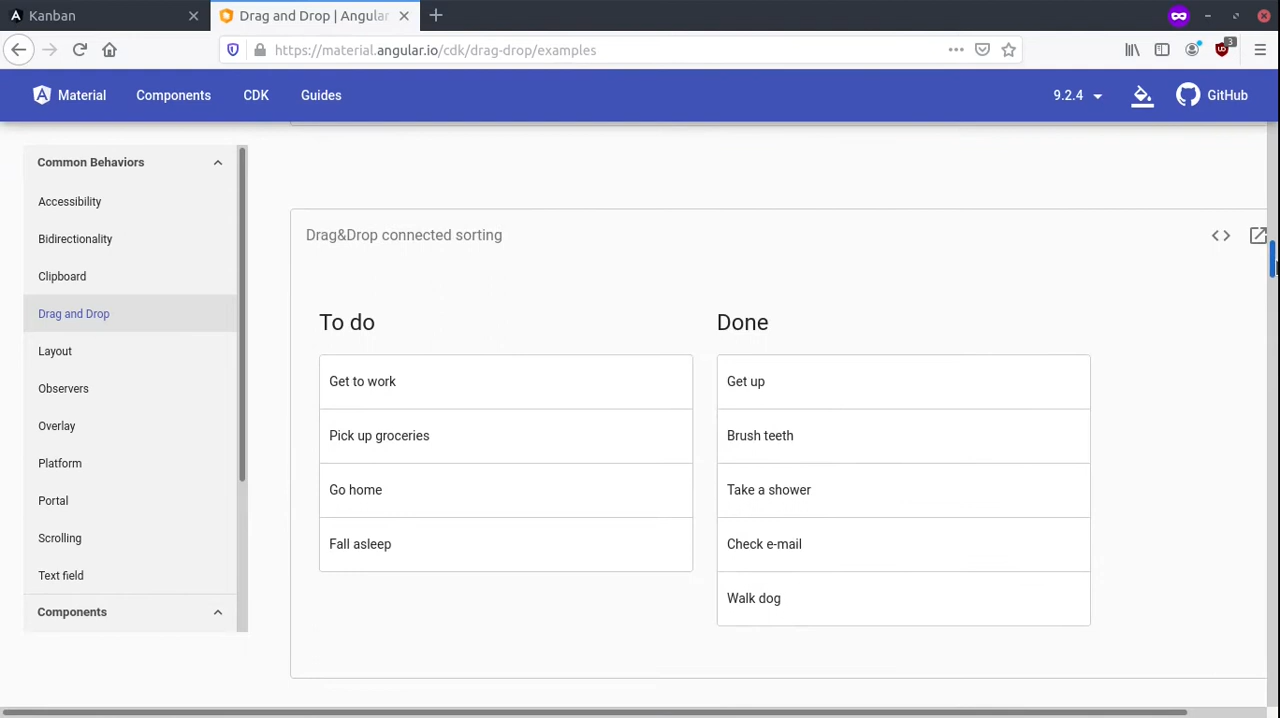 Kanban
Drag and Drop | Angular
https://material.angular.io/cdk/drag-drop/examples
3
Material
Components
CDK
Guides
9.2.4
GitHub
Common Behaviors
Accessibility
Bidirectionality
Clipboard
Drag and Drop
Layout
Observers
Overlay
Platform
Portal
Scrolling
Text field
Components
Drag&Drop connected sorting
To do
Get to work
Pick up groceries
Go home
Fall asleep
Done
Get up
Brush teeth
Take a shower
Check e-mail
Walk dog